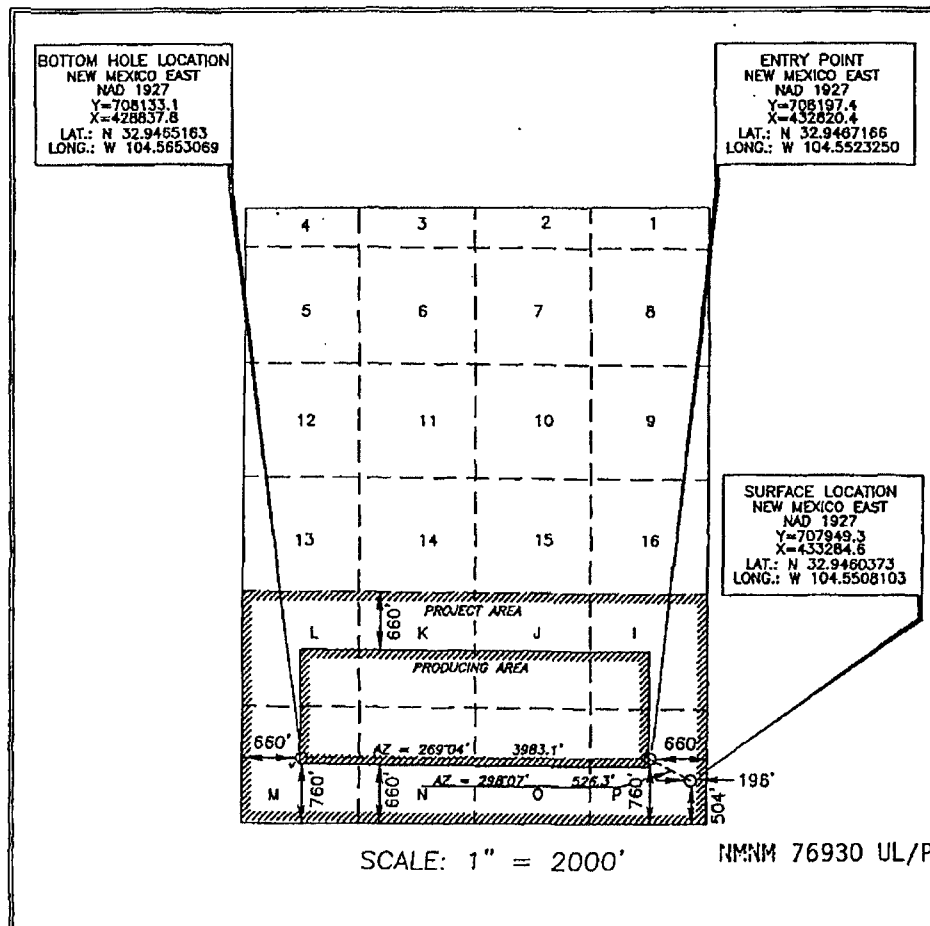 BOTTOM HOLE LOCATION
NEW MEXICO EAST
NAD 1927
Y=708133.1
X=428837.8
LAT.: N 32.9465163
LONG.: W 104.5653069
ENTRY POINT
NEW MEXICO EAST
NAD 1927
Y=708197.4
X=432820.4
LAT.: N 32.9467166
LONG.: W 104.5523250
4 3 2 1
5 6 7 8
12 11 10 9
13 14 15 16
SURFACE LOCATION
NEW MEXICO EAST
NAD 1927
Y=707949.3
X=433284.6
LAT.: N 32.9460373
LONG.: W 104.5508103
PROJECT AREA
660'
L K J I
PRODUCING AREA
660'
AZ = 269°04' 3983.1'
660'
AZ = 298°07' 526.3'
198'
M 760' 660' N O P 760' 504'
SCALE: 1" = 2000'
NMNM 76930 UL/P